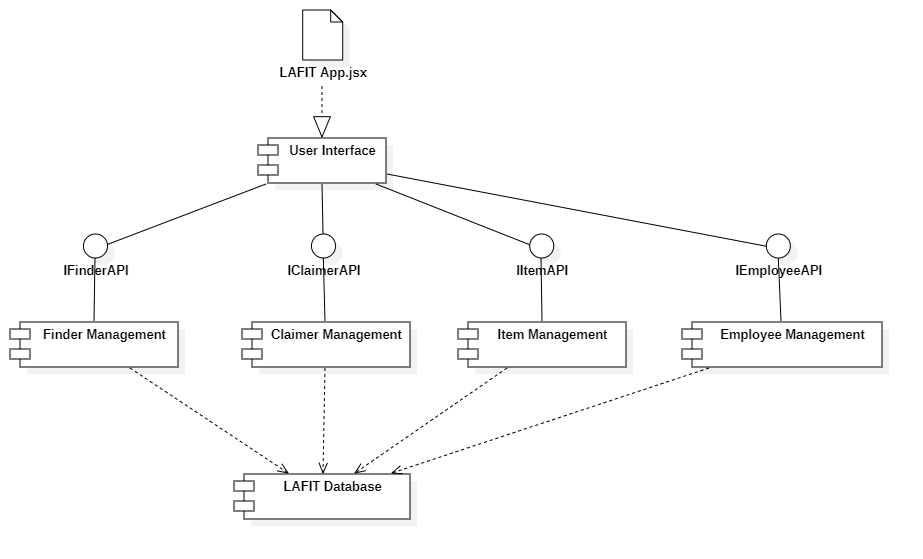 LAFIT App.jsx
User Interface
IFinderAPI
IClaimerAPI
IItemAPI
IEmployeeAPI
Finder Management
Claimer Management
Item Management
Employee Management
LAFIT Database